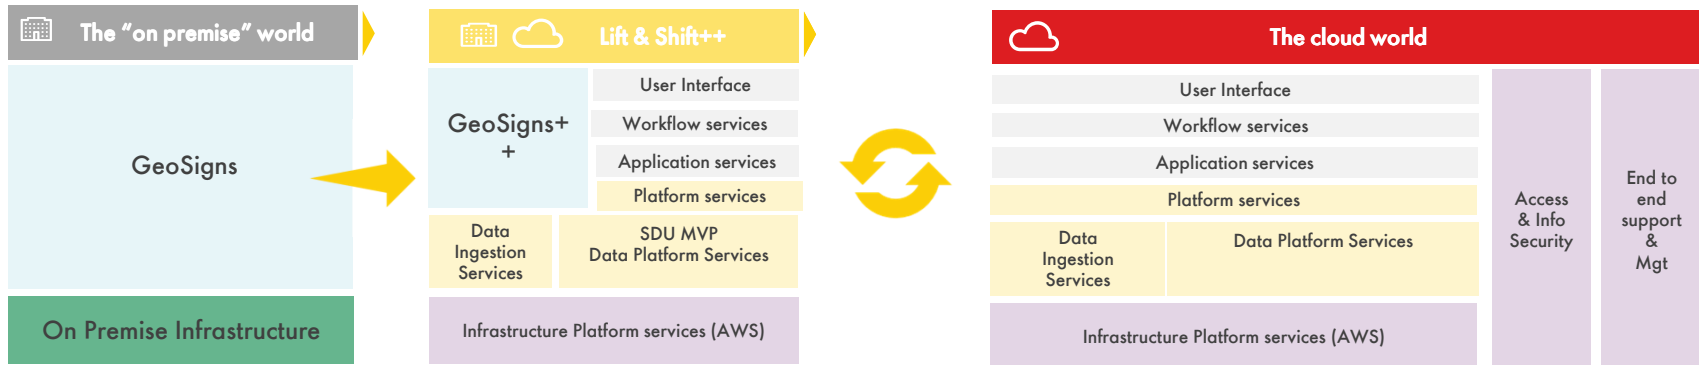 The “on premise” world
GeoSigns
On Premise Infrastructure
Lift & Shift++
GeoSigns+
+
User Interface
Workflow services
Application services
Platform services
Data
Ingestion
Services
SDU MVP
Data Platform Services
Infrastructure Platform services (AWS)
The cloud world
User Interface
Workflow services
Application services
Platform services
Data
Ingestion
Services
Data Platform Services
Infrastructure Platform services (AWS)
Access
& Info
Security
End to
end
support
&
Mgt